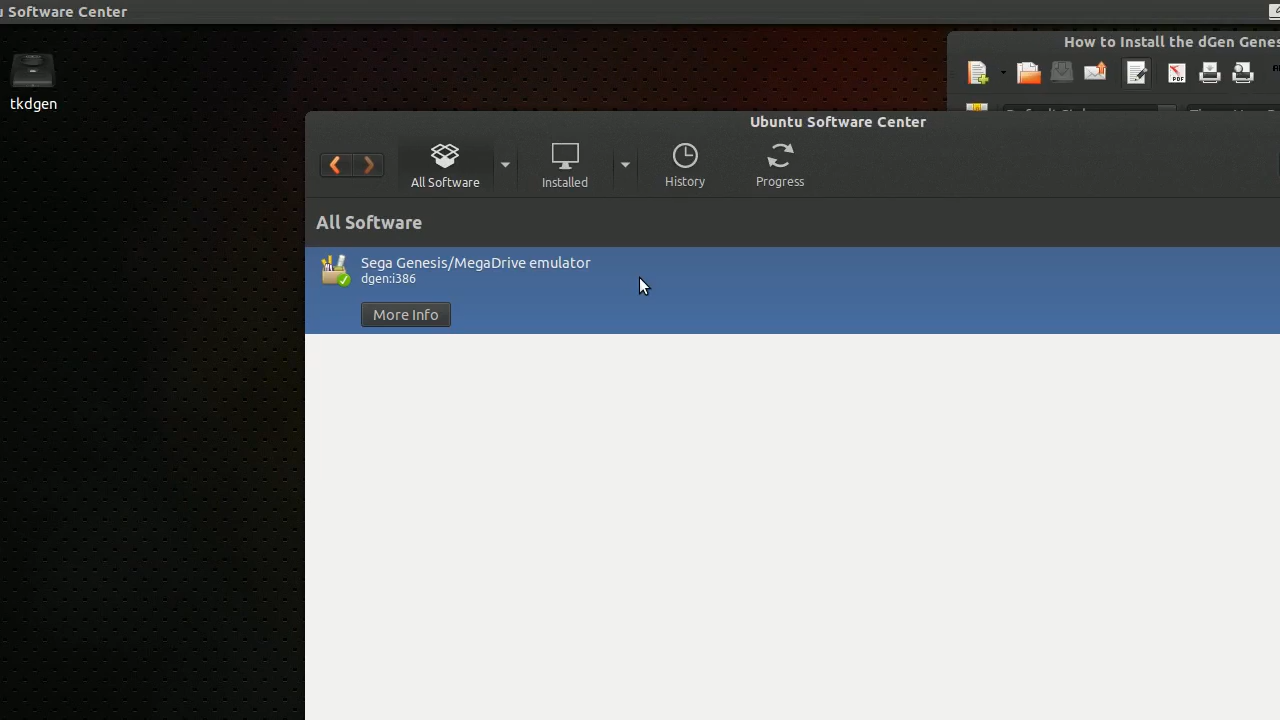 u Software Center
How to Install the dGen Genes
tkdgen
Ubuntu Software Center
All Software
Installed
History
Progress
All Software
Sega Genesis/MegaDrive emulator
dgen:i386
More Info